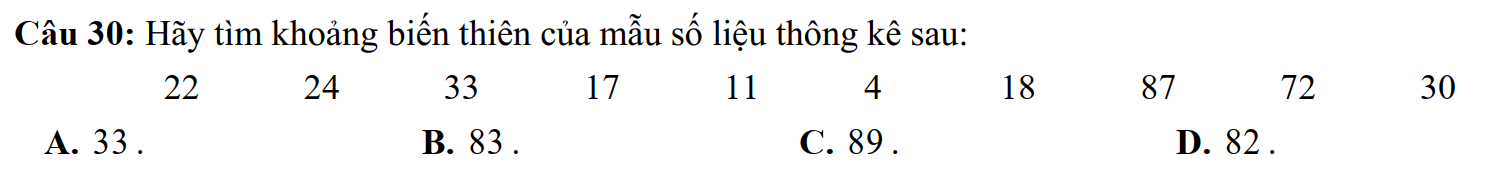 Câu 30: Hãy tìm khoảng biến thiên của mẫu số liệu thông kê sau:
22 24 33 17 11 4 18 87 72 30
A. 33 . B. 83 . C. 89 . D. 82 .